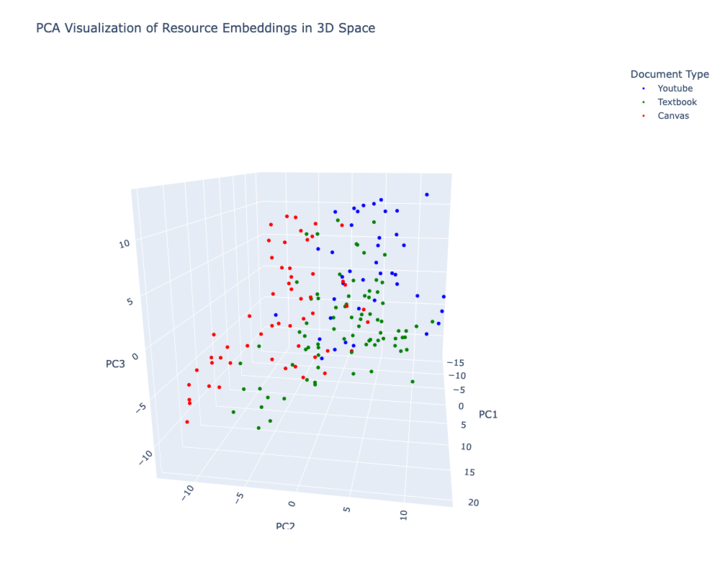 PCA Visualization of Resource Embeddings in 3D Space
Document Type
Youtube
Textbook
Canvas
10
5
0
−5
−10
PC3
−15
−10
−5
0
5
10
15
20
PC1
−10
−5
0
5
10
PC2